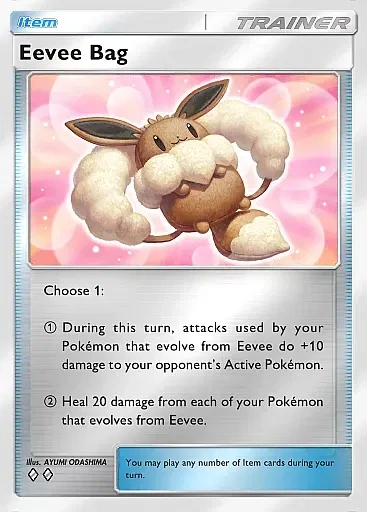 Item
TRAINER
Eevee Bag
Choose 1:
① During this turn, attacks used by your
Pokémon that evolve from Eevee do +10
damage to your opponent's Active Pokémon.
② Heal 20 damage from each of your Pokémon
that evolves from Eevee.
Illus. AYUMI ODASHIMA
You may play any number of Item cards during your
turn.